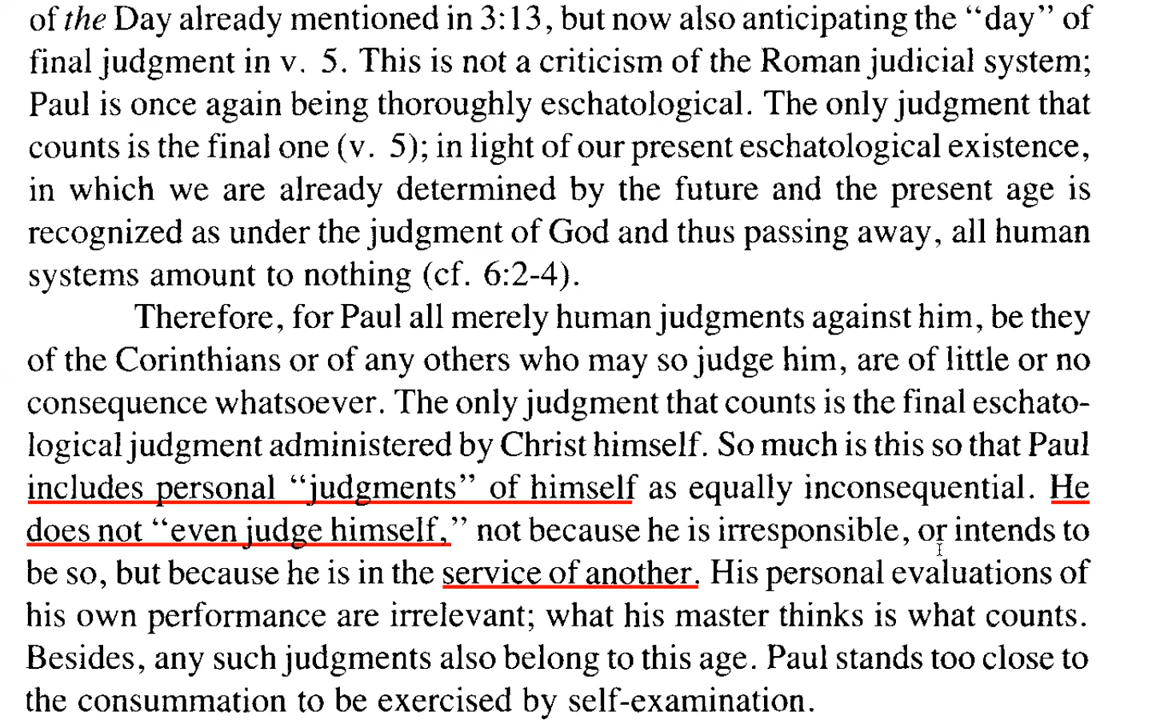 of the Day already mentioned in 3:13, but now also anticipating the “day” of
final judgment in v. 5. This is not a criticism of the Roman judicial system;
Paul is once again being thoroughly eschatological. The only judgment that
counts is the final one (v. 5); in light of our present eschatological existence,
in which we are already determined by the future and the present age is
recognized as under the judgment of God and thus passing away, all human
systems amount to nothing (cf. 6:2-4).
Therefore, for Paul all merely human judgments against him, be they
of the Corinthians or of any others who may so judge him, are of little or no
consequence whatsoever. The only judgment that counts is the final eschato-
logical judgment administered by Christ himself. So much is this so that Paul
includes personal “judgments” of himself as equally inconsequential. He
does not “even judge himself,” not because he is irresponsible, or intends to
be so, but because he is in the service of another. His personal evaluations of
his own performance are irrelevant; what his master thinks is what counts.
Besides, any such judgments also belong to this age. Paul stands too close to
the consummation to be exercised by self-examination.